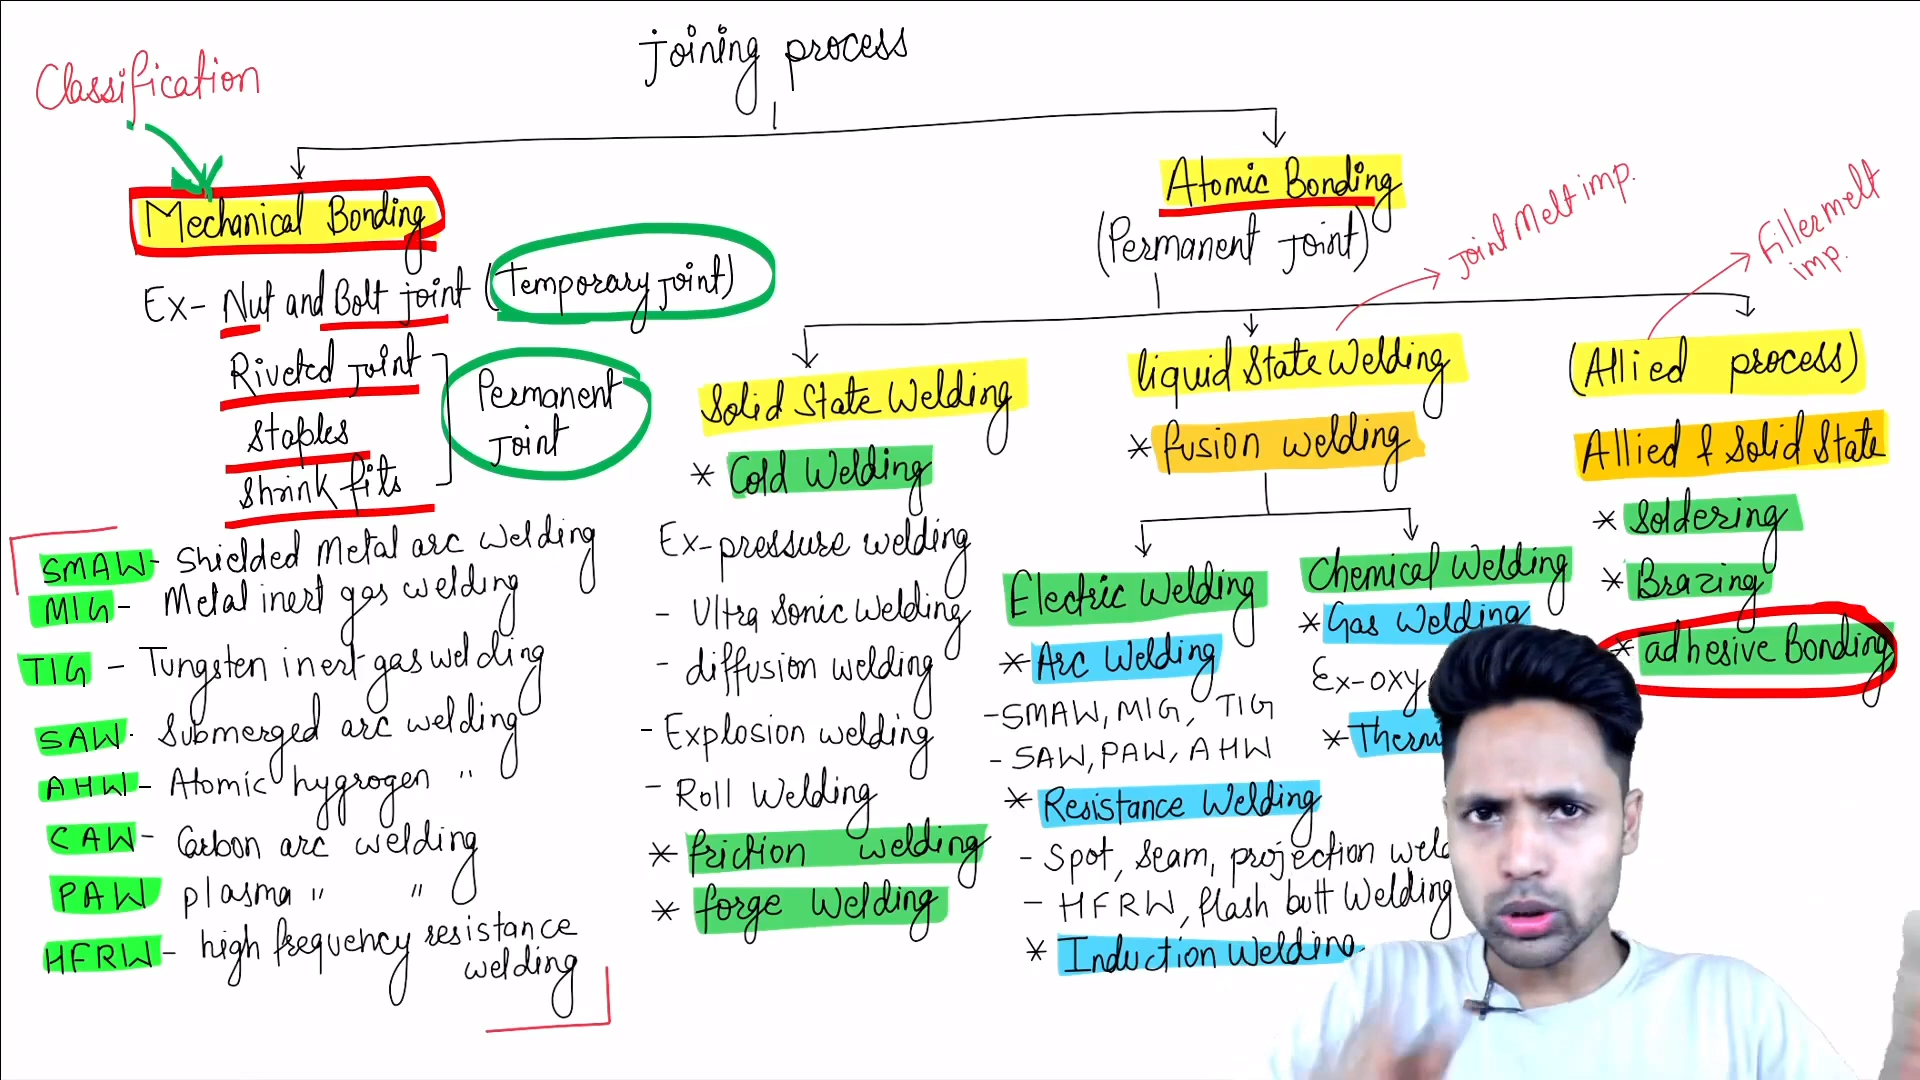 joining process
Classification
Mechanical Bonding
Ex- Nut and Bolt joint (Temporary joint)
Riveted joint
Staples
Shrink fits
Permanent
joint
SMAW- Shielded Metal arc welding
MIG- Metal inert gas welding
TIG - Tungsten inert gas welding
SAW- Submerged arc welding
AHW- Atomic hygrogen "
CAW- Carbon arc welding
PAW plasma " "
HFRW- high frequency resistance
welding
Atomic Bonding
(Permanent joint)
Solid State Welding
* Cold Welding
Ex- pressure welding
- Ultra Sonic Welding
- diffusion welding
- Explosion welding
- Roll Welding
* friction welding
* forge Welding
Joint Melt imp.
liquid State Welding
* fusion welding
Electric Welding
* Arc Welding
- SMAW, MIG, TIG
- SAW, PAW, AHW
* Resistance Welding
- Spot, Seam, projection
- HFRW, flash butt Welding
* Induction Welding
Chemical Welding
* Gas Welding
Ex-oxy
*
Filler melt
imp.
(Allied process)
Allied & Solid State
* Soldering
* Brazing
* adhesive Bonding